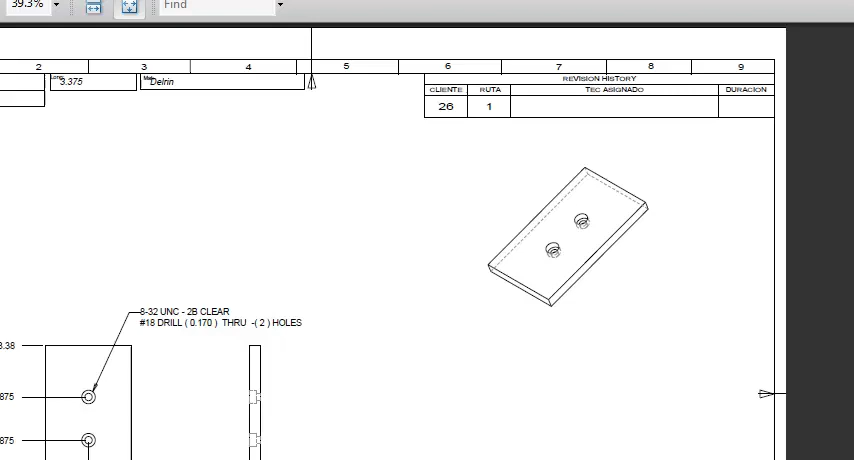 39.3%
Find
2 3 4 5 6 7 8 9
Long. 3.375
Mat. Delrin
REVISION HISTORY
CLIENTE RUTA TEC ASIGNADO DURACION
26 1
8-32 UNC - 2B CLEAR
#18 DRILL ( 0.170 ) THRU -( 2 ) HOLES
3.38
875
875